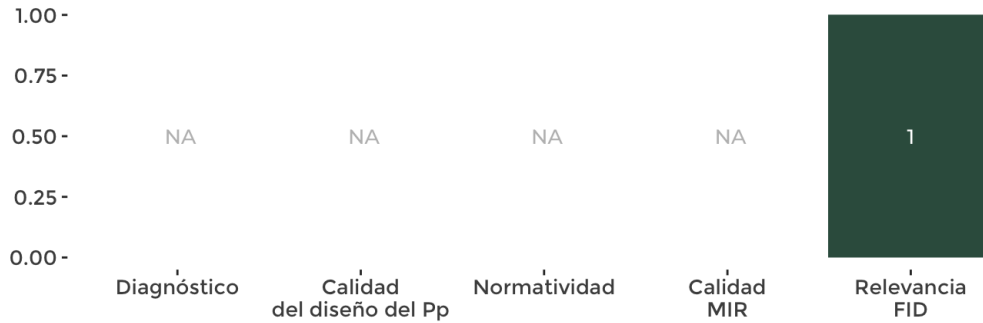 1.00
0.75
0.50
0.25
0.00
NA
NA
NA
NA
1
Diagnóstico
Calidad
del diseño del Pp
Normatividad
Calidad
MIR
Relevancia
FID